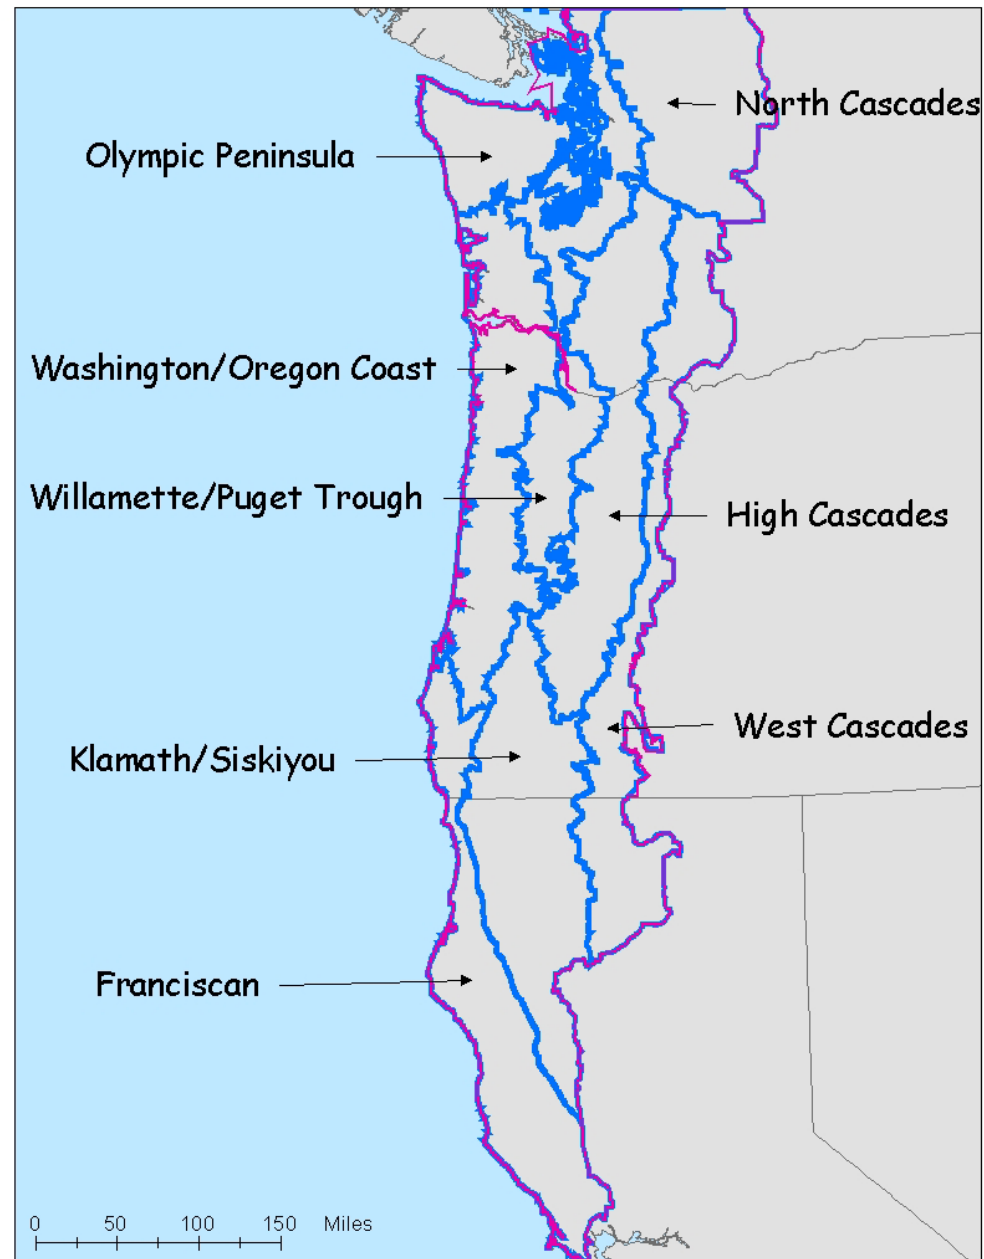 North Cascades
Olympic Peninsula
Washington/Oregon Coast
Willamette/Puget Trough
High Cascades
West Cascades
Klamath/Siskiyou
Franciscan
0 50 100 150 Miles